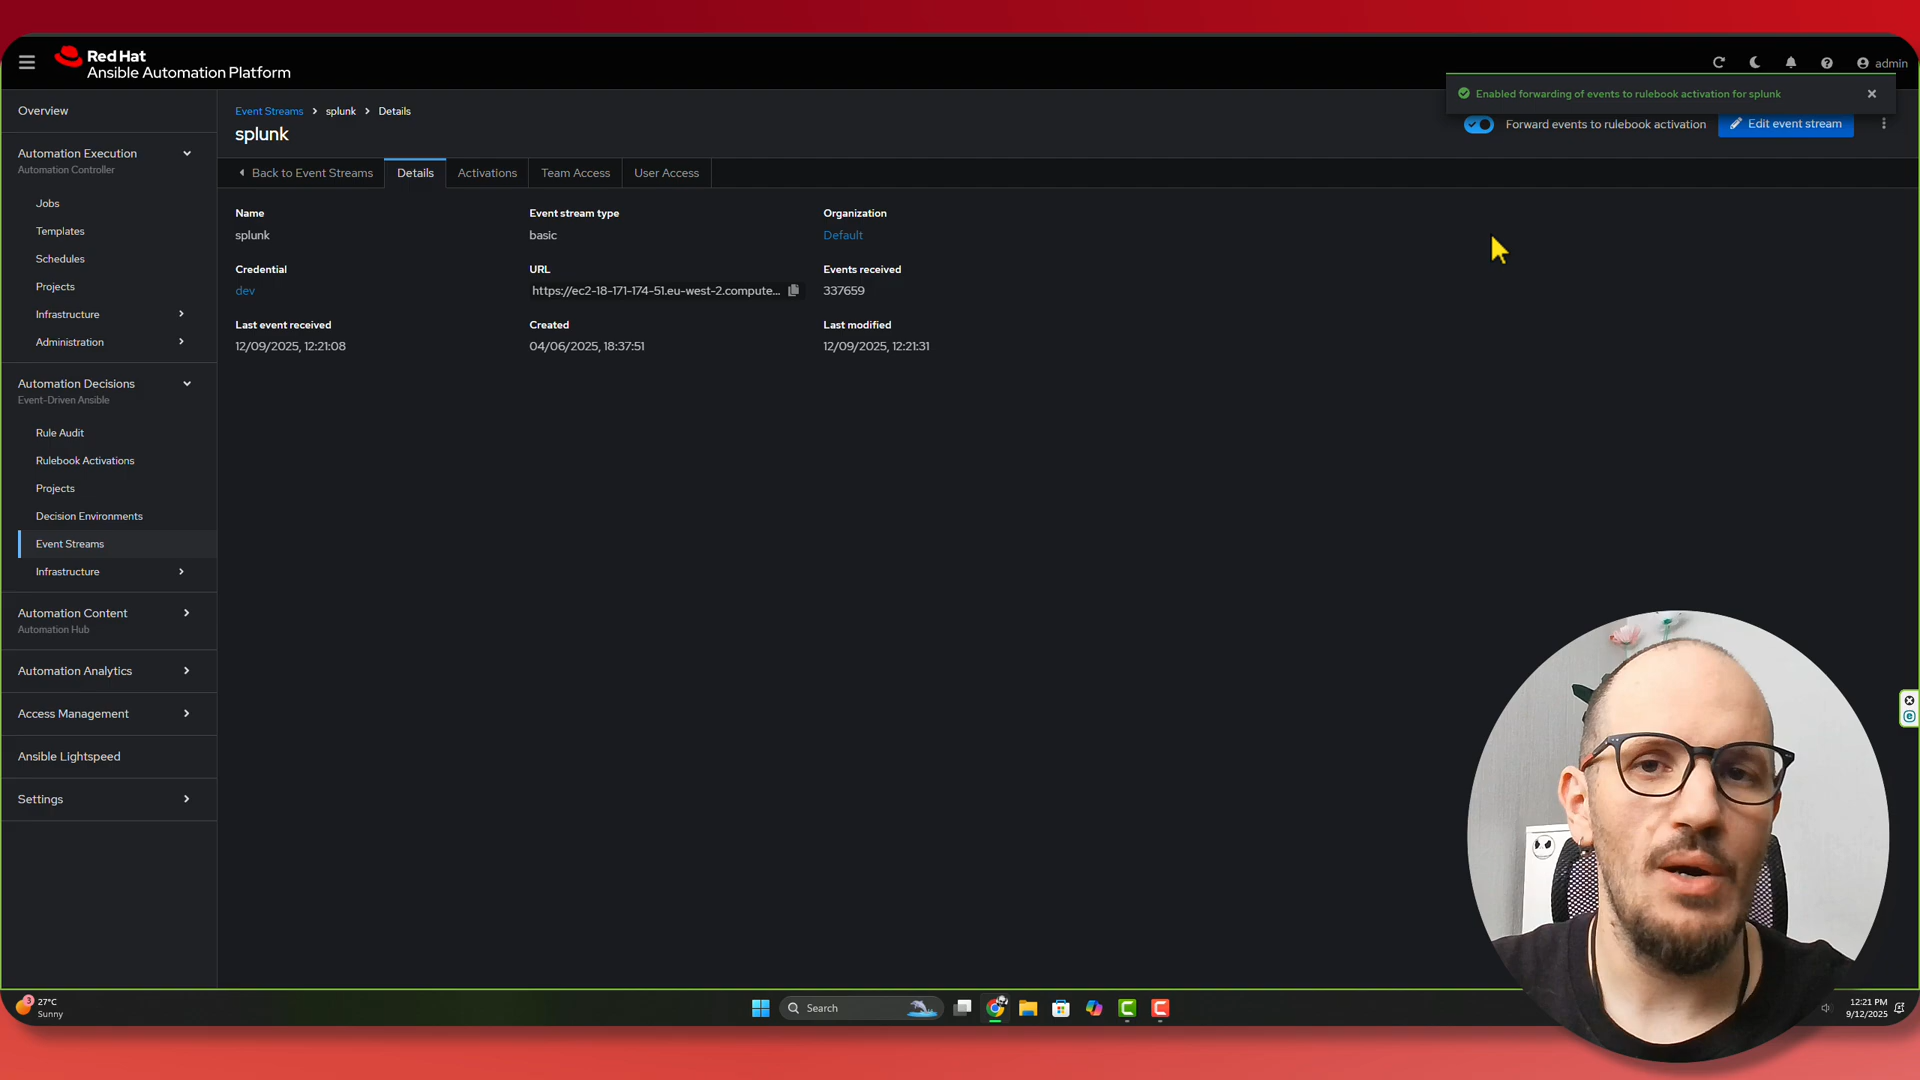 Red Hat
Ansible Automation Platform
admin
Enabled forwarding of events to rulebook activation for splunk
Forward events to rulebook activation
Edit event stream
Event Streams > splunk > Details
splunk
Back to Event Streams
Details
Activations
Team Access
User Access
Overview
Automation Execution
Automation Controller
Jobs
Templates
Schedules
Projects
Infrastructure
Administration
Automation Decisions
Event-Driven Ansible
Rule Audit
Rulebook Activations
Projects
Decision Environments
Event Streams
Infrastructure
Automation Content
Automation Hub
Automation Analytics
Access Management
Ansible Lightspeed
Settings
Name
splunk
Event stream type
basic
Organization
Default
Credential
dev
URL
https://ec2-18-171-174-51.eu-west-2.compute...
Events received
337659
Last event received
12/09/2025, 12:21:08
Created
04/06/2025, 18:37:51
Last modified
12/09/2025, 12:21:31
3
27°C
Sunny
Search
12:21 PM
9/12/2025